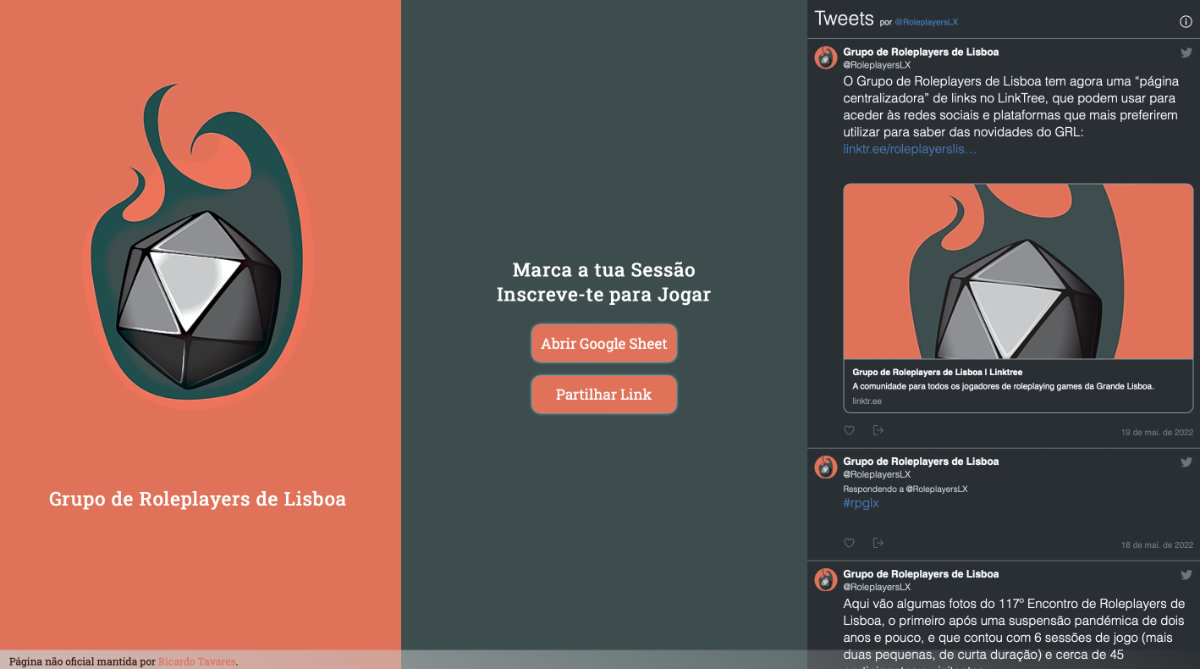 Grupo de Roleplayers de Lisboa
Página não oficial mantida por Ricardo Tavares.
Marca a tua Sessão
Inscreve-te para Jogar
Abrir Google Sheet
Partilhar Link
Tweets por @RoleplayersLX
Grupo de Roleplayers de Lisboa
@RoleplayersLX
O Grupo de Roleplayers de Lisboa tem agora uma “página
centralizadora” de links no LinkTree, que podem usar para
aceder às redes sociais e plataformas que mais preferirem
utilizar para saber das novidades do GRL:
linktr.ee/roleplayerslis…
Grupo de Roleplayers de Lisboa | Linktree
A comunidade para todos os jogadores de roleplaying games da Grande Lisboa.
linktr.ee
19 de mai. de 2022
Grupo de Roleplayers de Lisboa
@RoleplayersLX
Respondendo a @RoleplayersLX
#rpglx
18 de mai. de 2022
Grupo de Roleplayers de Lisboa
@RoleplayersLX
Aqui vão algumas fotos do 117º Encontro de Roleplayers de
Lisboa, o primeiro após uma suspensão pandémica de dois
anos e pouco, e que contou com 6 sessões de jogo (mais
duas pequenas, de curta duração) e cerca de 45